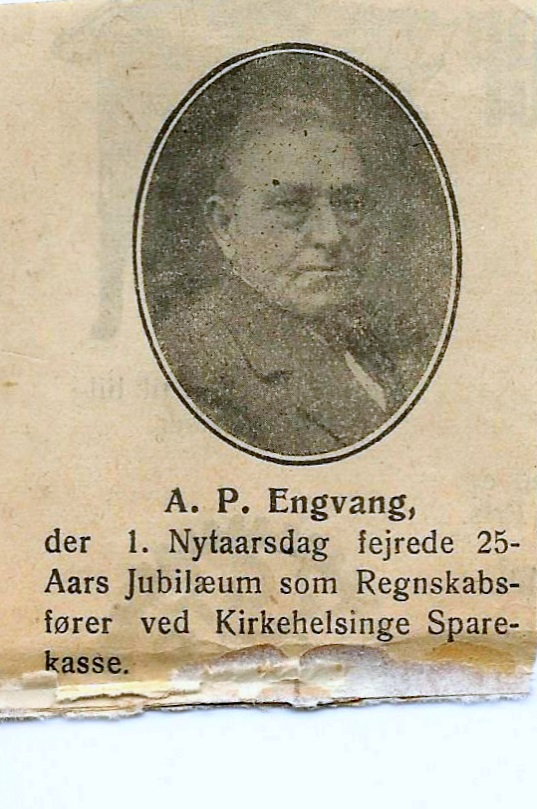 A. P. Engvang,
der 1. Nytaarsdag fejrede 25-
Aars Jubilæum som Regnskabs-
fører ved Kirkehelsinge Spare-
kasse.